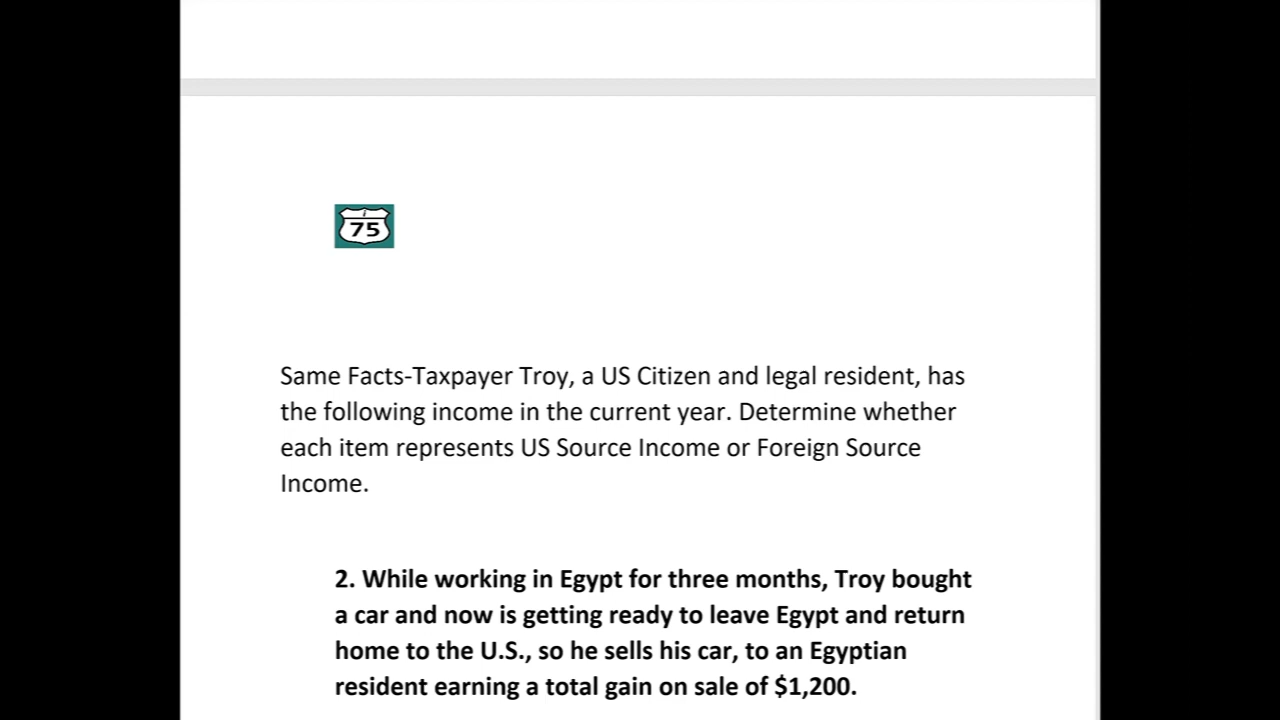 i
75
Same Facts-Taxpayer Troy, a US Citizen and legal resident, has
the following income in the current year. Determine whether
each item represents US Source Income or Foreign Source
Income.
2. While working in Egypt for three months, Troy bought
a car and now is getting ready to leave Egypt and return
home to the U.S., so he sells his car, to an Egyptian
resident earning a total gain on sale of $1,200.